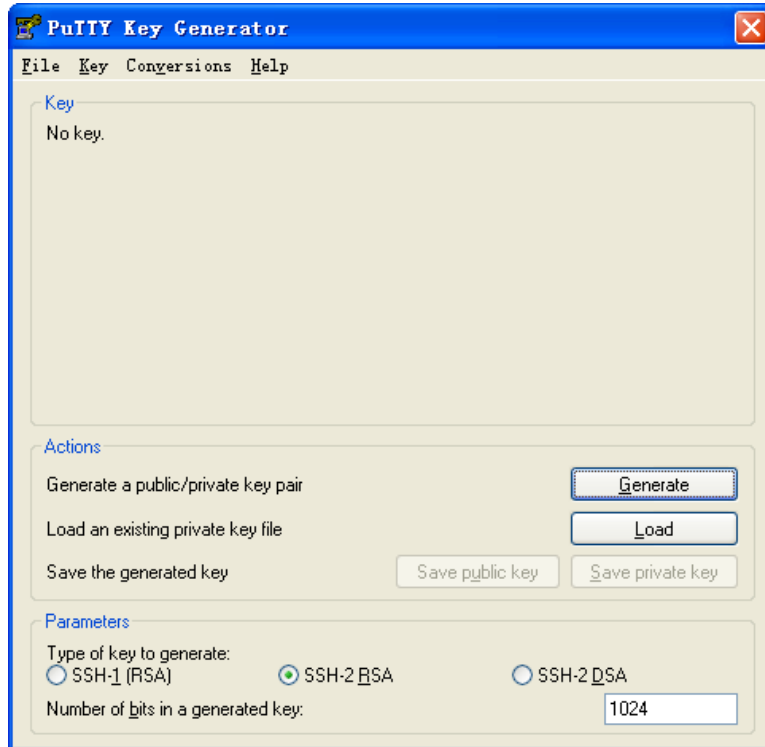 PuTTY Key Generator
File Key Conversions Help
Key
No key.
Actions
Generate a public/private key pair
Generate
Load an existing private key file
Load
Save the generated key
Save public key
Save private key
Parameters
Type of key to generate:
SSH-1 (RSA)
SSH-2 RSA
SSH-2 DSA
Number of bits in a generated key:
1024